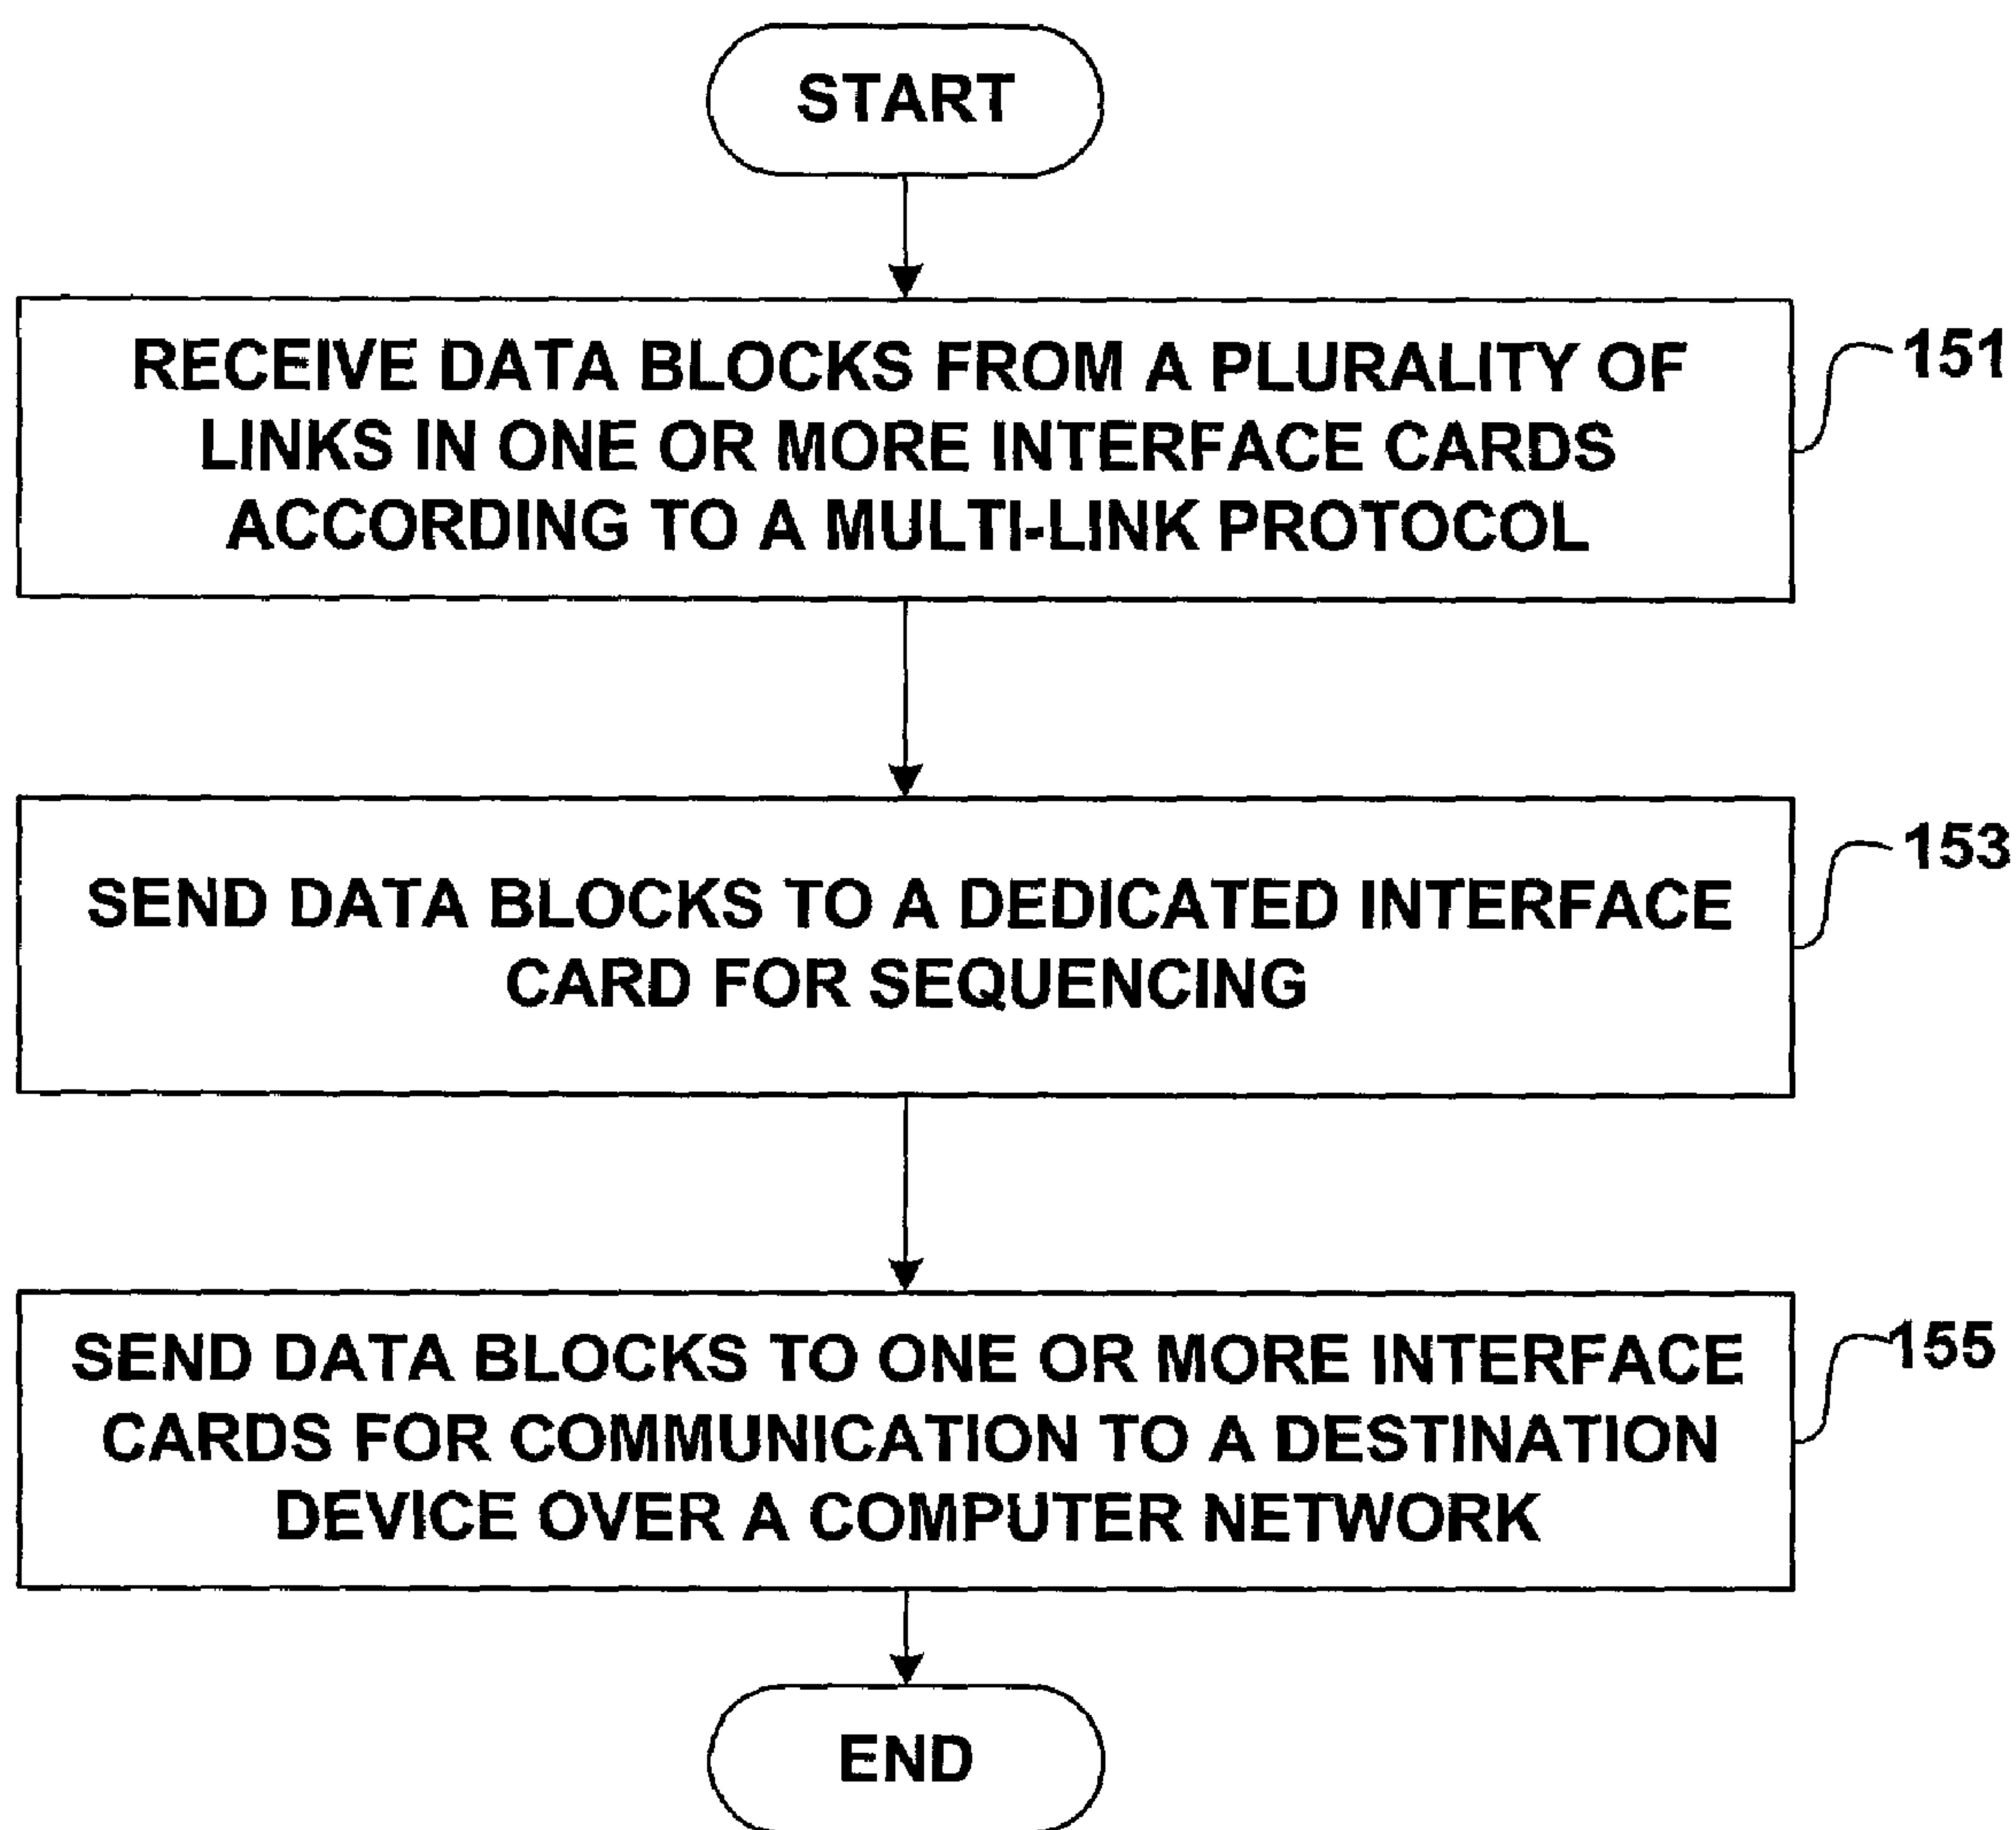 START
RECEIVE DATA BLOCKS FROM A PLURALITY OF
LINKS IN ONE OR MORE INTERFACE CARDS
ACCORDING TO A MULTI-LINK PROTOCOL
151
SEND DATA BLOCKS TO A DEDICATED INTERFACE
CARD FOR SEQUENCING
153
SEND DATA BLOCKS TO ONE OR MORE INTERFACE
CARDS FOR COMMUNICATION TO A DESTINATION
DEVICE OVER A COMPUTER NETWORK
155
END